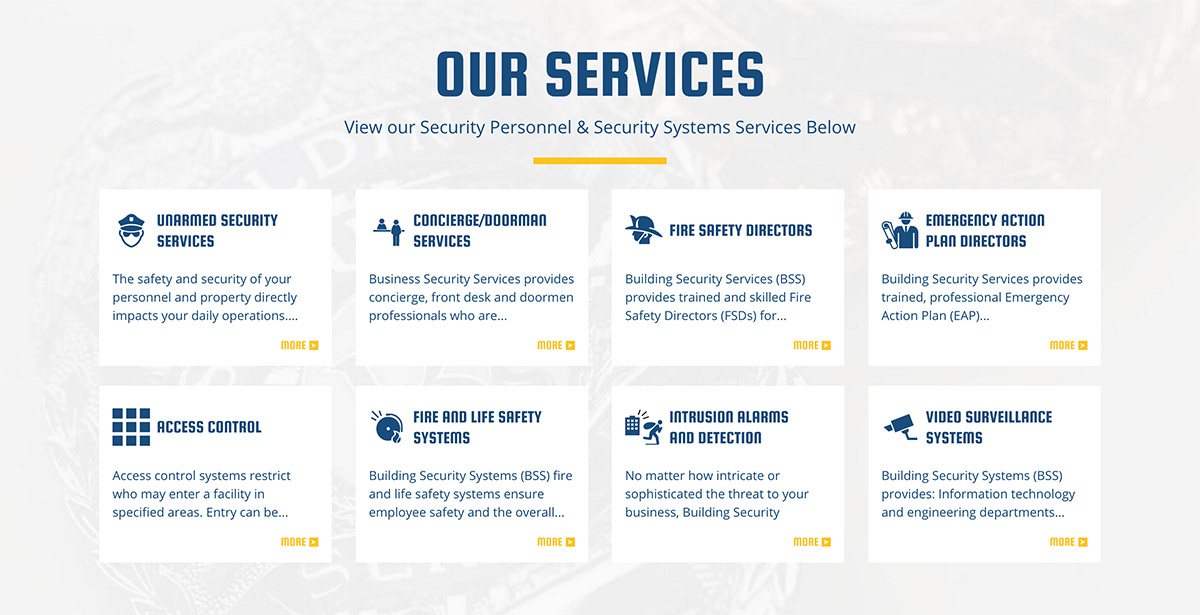 OUR SERVICES
View our Security Personnel & Security Systems Services Below
UNARMED SECURITY
SERVICES
The safety and security of your
personnel and property directly
impacts your daily operations....
MORE
CONCIERGE/DOORMAN
SERVICES
Business Security Services provides
concierge, front desk and doormen
professionals who are...
MORE
FIRE SAFETY DIRECTORS
Building Security Services (BSS)
provides trained and skilled Fire
Safety Directors (FSDs) for...
MORE
EMERGENCY ACTION
PLAN DIRECTORS
Building Security Services provides
trained, professional Emergency
Action Plan (EAP)...
MORE
ACCESS CONTROL
Access control systems restrict
who may enter a facility in
specified areas. Entry can be...
MORE
FIRE AND LIFE SAFETY
SYSTEMS
Building Security Systems (BSS) fire
and life safety systems ensure
employee safety and the overall...
MORE
INTRUSION ALARMS
AND DETECTION
No matter how intricate or
sophisticated the threat to your
business, Building Security
MORE
VIDEO SURVEILLANCE
SYSTEMS
Building Security Systems (BSS)
provides: Information technology
and engineering departments...
MORE